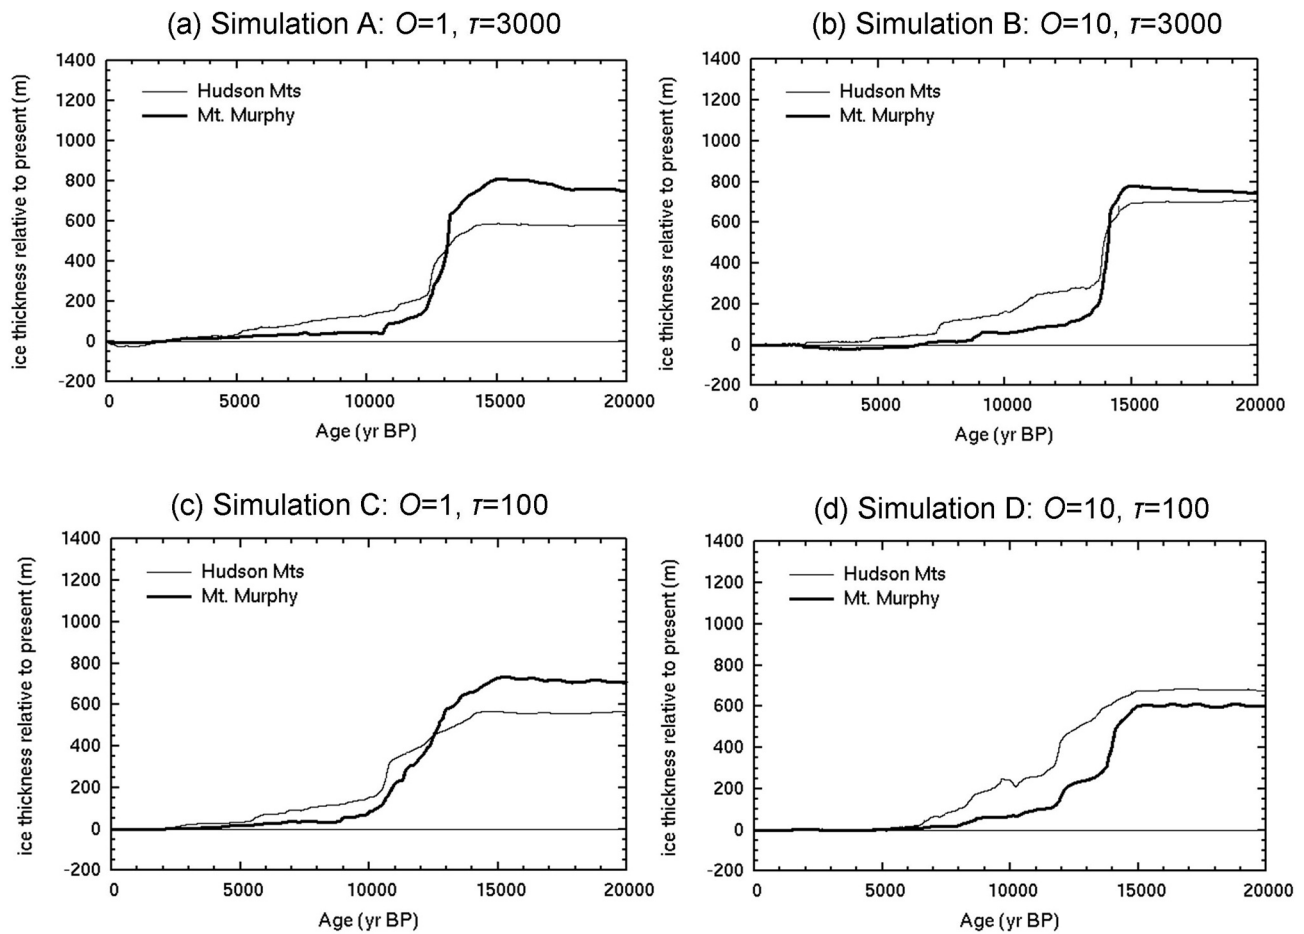 (a) Simulation A: O=1, τ=3000
1400
1200
1000
800
600
400
200
0
-200
ice thickness relative to present (m)
Hudson Mts
Mt. Murphy
0 5000 10000 15000 20000
Age (yr BP)
(b) Simulation B: O=10, τ=3000
1400
1200
1000
800
600
400
200
0
-200
ice thickness relative to present (m)
Hudson Mts
Mt. Murphy
0 5000 10000 15000 20000
Age (yr BP)
(c) Simulation C: O=1, τ=100
1400
1200
1000
800
600
400
200
0
-200
ice thickness relative to present (m)
Hudson Mts
Mt. Murphy
0 5000 10000 15000 20000
Age (yr BP)
(d) Simulation D: O=10, τ=100
1400
1200
1000
800
600
400
200
0
-200
ice thickness relative to present (m)
Hudson Mts
Mt. Murphy
0 5000 10000 15000 20000
Age (yr BP)